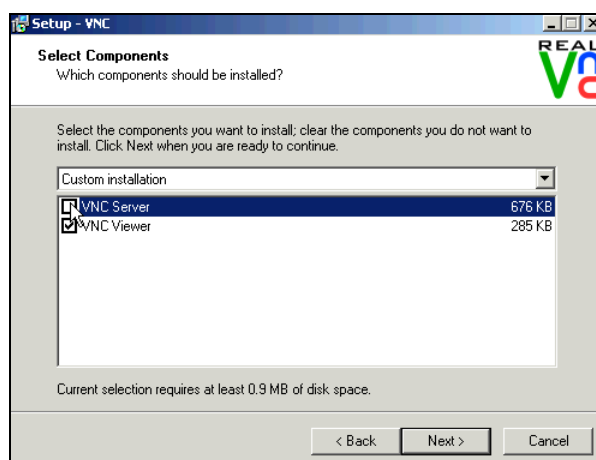 Setup - VNC
Select Components
Which components should be installed?
REAL
VNC
Select the components you want to install; clear the components you do not want to
install. Click Next when you are ready to continue.
Custom installation
VNC Server 676 KB
VNC Viewer 285 KB
Current selection requires at least 0.9 MB of disk space.
< Back Next > Cancel